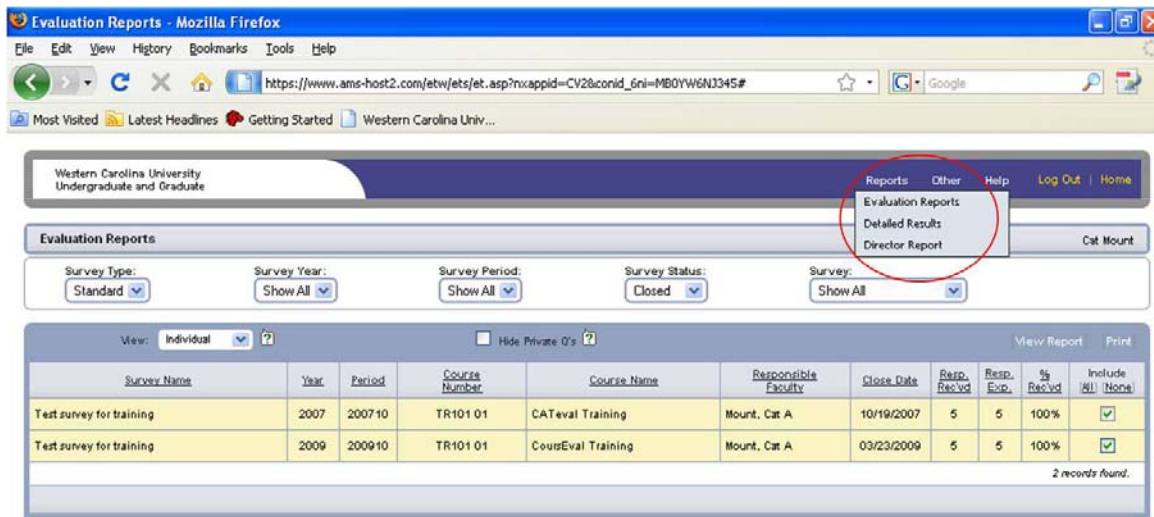 Evaluation Reports - Mozilla Firefox
File Edit View History Bookmarks Tools Help
https://www.ams-host2.com/etw/ets/et.asp?nxappid=CV2&conid_6ni=MB0YW6NJ345# G Google
Most Visited Latest Headlines Getting Started Western Carolina Univ...
Western Carolina University
Undergraduate and Graduate
Reports Other Help Log Out | Home
Evaluation Reports
Detailed Results
Director Report
Evaluation Reports Cat Mount
Survey Type: Survey Year: Survey Period: Survey Status: Survey:
Standard Show All Show All Closed Show All
View: Individual ? Hide Private Q's ? View Report Print
Survey Name Year Period Course Number Course Name Responsible Faculty Close Date Resp. Rec'vd Resp. Exp. % Rec'vd Include [All] [None]
Test survey for training 2007 200710 TR101 01 CATeval Training Mount, Cat A 10/19/2007 5 5 100%
Test survey for training 2009 200910 TR101 01 CoursEval Training Mount, Cat A 03/23/2009 5 5 100%
2 records found.